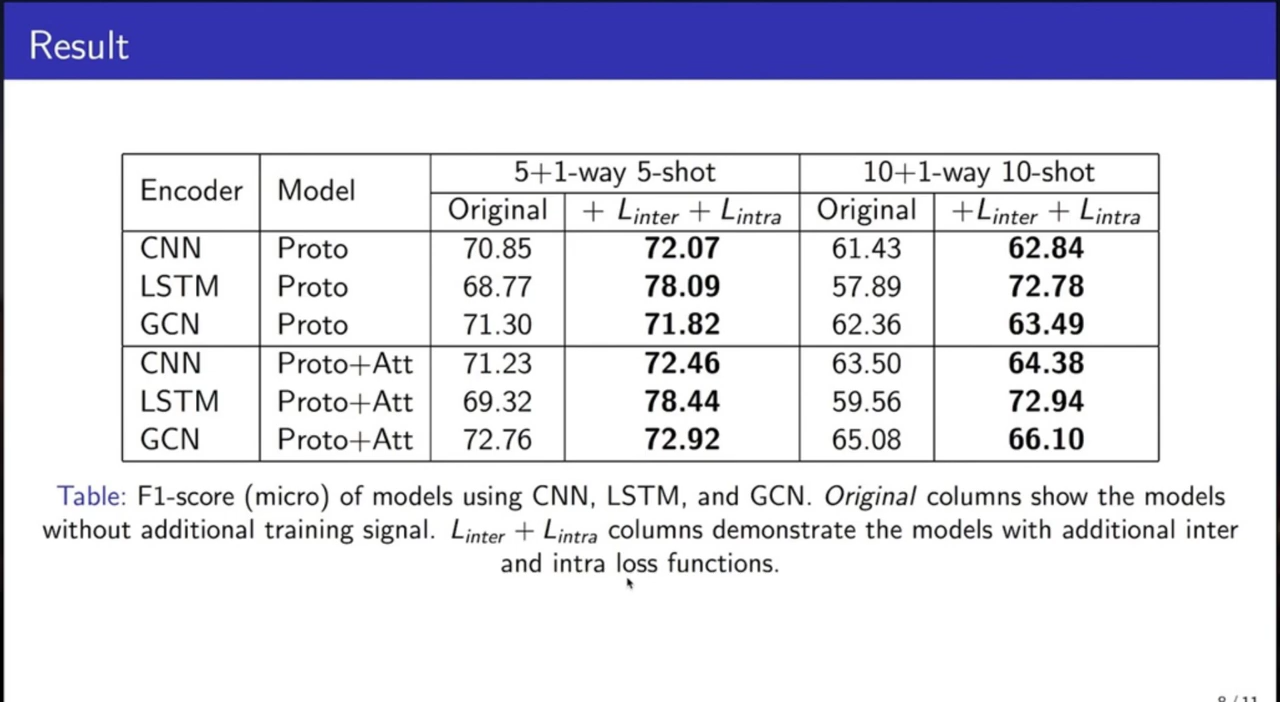 Result
Encoder Model 5+1-way 5-shot 10+1-way 10-shot
Original + L_inter + L_intra Original +L_inter + L_intra
CNN Proto 70.85 72.07 61.43 62.84
LSTM Proto 68.77 78.09 57.89 72.78
GCN Proto 71.30 71.82 62.36 63.49
CNN Proto+Att 71.23 72.46 63.50 64.38
LSTM Proto+Att 69.32 78.44 59.56 72.94
GCN Proto+Att 72.76 72.92 65.08 66.10
Table: F1-score (micro) of models using CNN, LSTM, and GCN. Original columns show the models
without additional training signal. L_inter + L_intra columns demonstrate the models with additional inter
and intra loss functions.
8 / 11